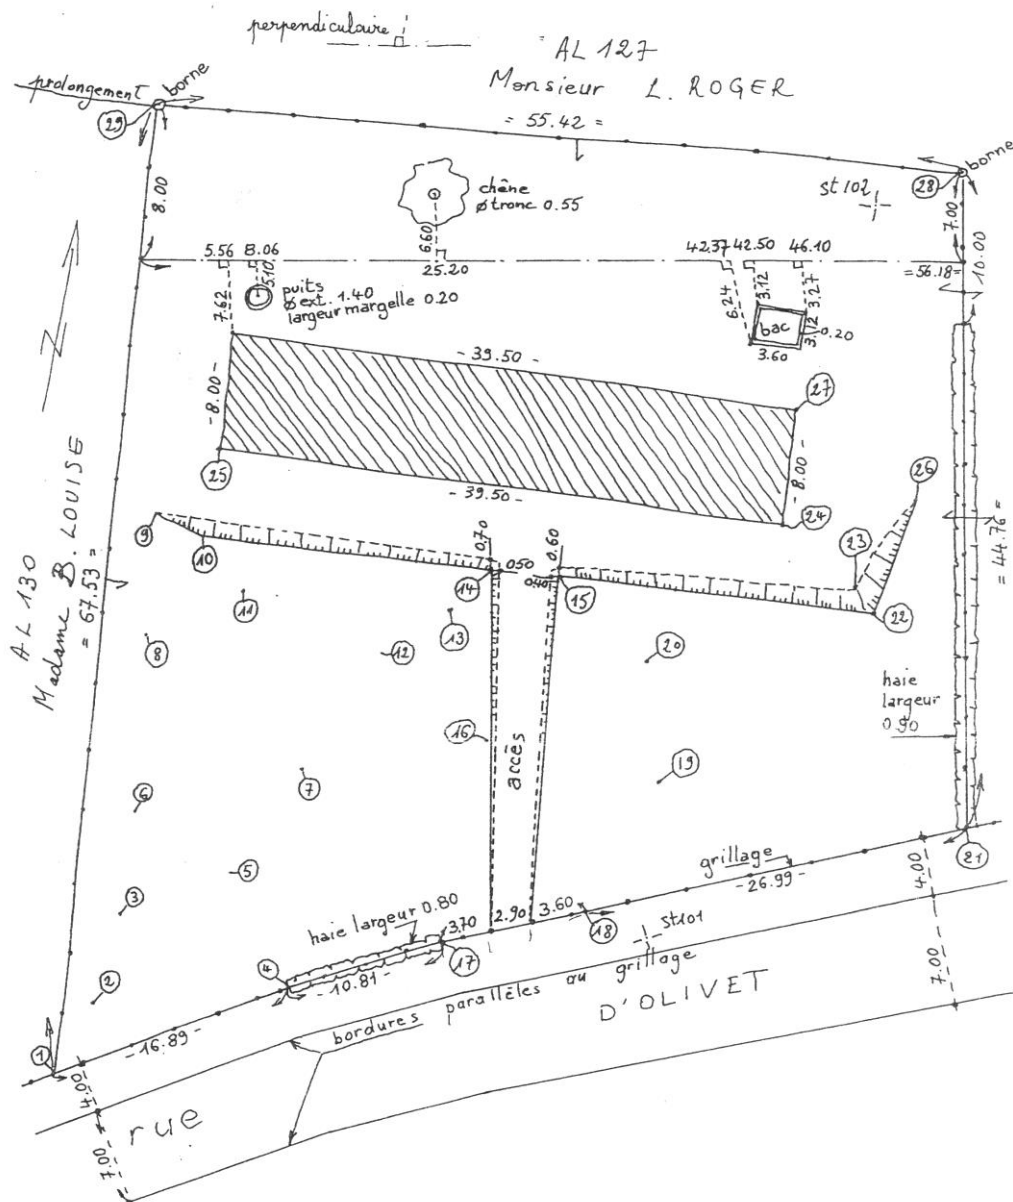 perpendiculaire
AL 127
Monsieur L. ROGER
prolongement
borne
29
= 55.42 =
borne
28
chêne
ø tronc 0.55
st 102
8.00
6.60
7.00
10.00
5.56
8.06
25.20
42.37
42.50
46.10
= 56.18 =
5.10
7.62
puits
ø ext. 1.40
largeur margelle 0.20
6.24
3.12
3.27
bac
3.12
0.20
3.60
- 39.50 -
27
- 8.00 -
- 8.00 -
25
- 39.50 -
24
26
AL 130
Madame B. LOUISE
= 67.53 =
= 44.76 =
9
10
0.70
0.60
0.50
0.40
14
15
23
22
11
13
8
12
20
haie
largeur
0.90
16
accès
7
19
6
5
3
grillage
21
- 26.99 -
4.00
haie largeur 0.80
3.70
2.90
3.60
18
st 101
17
4
- 10.81 -
2
bordures parallèles au grillage
7.00
D'OLIVET
- 16.89 -
1
4.00
rue
7.00